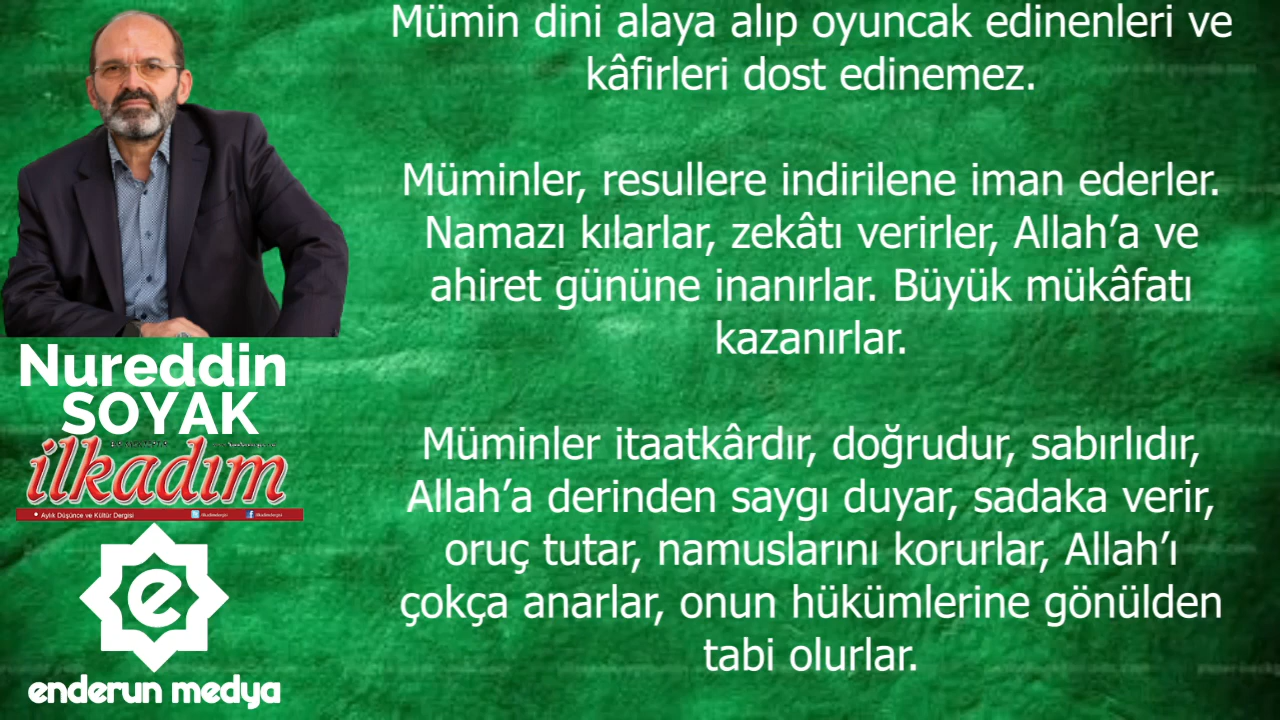 Mümin dini alaya alıp oyuncak edinenleri ve
kâfirleri dost edinemez.
Müminler, resullere indirilene iman ederler.
Namazı kılarlar, zekâtı verirler, Allah’a ve
ahiret gününe inanırlar. Büyük mükâfatı
kazanırlar.
Müminler itaatkârdır, doğrudur, sabırlıdır,
Allah’a derinden saygı duyar, sadaka verir,
oruç tutar, namuslarını korurlar, Allah’ı
çokça anarlar, onun hükümlerine gönülden
tabi olurlar.
Nureddin
SOYAK
ilkadım
Aylık Düşünce ve Kültür Dergisi
e
enderun medya